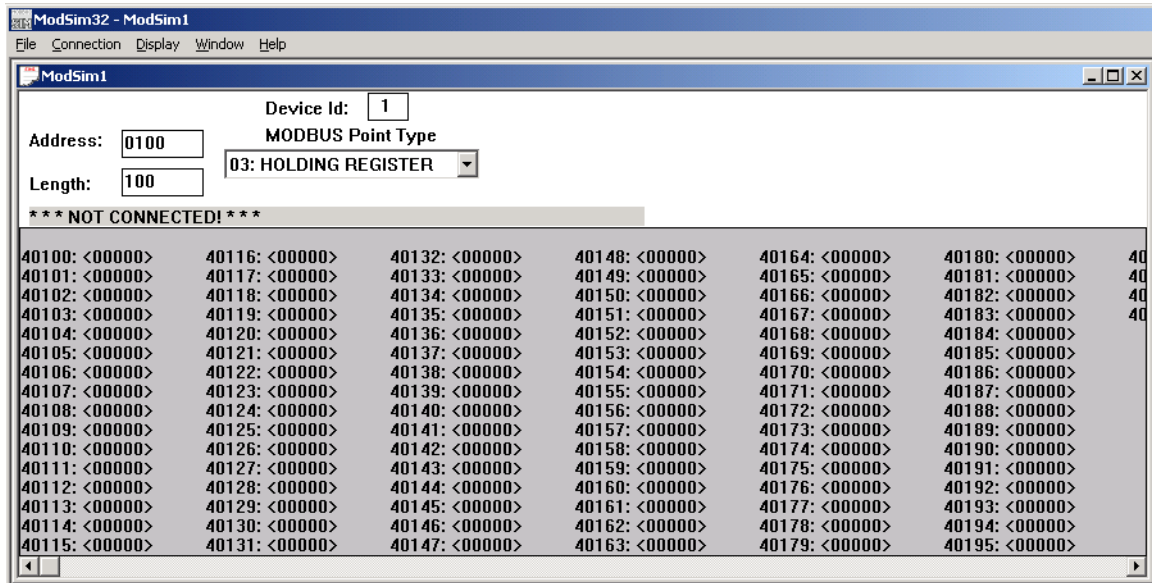 ModSim32 - ModSim1
File Connection Display Window Help
ModSim1
Device Id: 1
Address: 0100
MODBUS Point Type
03: HOLDING REGISTER
Length: 100
* * * NOT CONNECTED! * * *
40100: <00000> 40116: <00000> 40132: <00000> 40148: <00000> 40164: <00000> 40180: <00000> 40
40101: <00000> 40117: <00000> 40133: <00000> 40149: <00000> 40165: <00000> 40181: <00000> 40
40102: <00000> 40118: <00000> 40134: <00000> 40150: <00000> 40166: <00000> 40182: <00000> 40
40103: <00000> 40119: <00000> 40135: <00000> 40151: <00000> 40167: <00000> 40183: <00000> 40
40104: <00000> 40120: <00000> 40136: <00000> 40152: <00000> 40168: <00000> 40184: <00000>
40105: <00000> 40121: <00000> 40137: <00000> 40153: <00000> 40169: <00000> 40185: <00000>
40106: <00000> 40122: <00000> 40138: <00000> 40154: <00000> 40170: <00000> 40186: <00000>
40107: <00000> 40123: <00000> 40139: <00000> 40155: <00000> 40171: <00000> 40187: <00000>
40108: <00000> 40124: <00000> 40140: <00000> 40156: <00000> 40172: <00000> 40188: <00000>
40109: <00000> 40125: <00000> 40141: <00000> 40157: <00000> 40173: <00000> 40189: <00000>
40110: <00000> 40126: <00000> 40142: <00000> 40158: <00000> 40174: <00000> 40190: <00000>
40111: <00000> 40127: <00000> 40143: <00000> 40159: <00000> 40175: <00000> 40191: <00000>
40112: <00000> 40128: <00000> 40144: <00000> 40160: <00000> 40176: <00000> 40192: <00000>
40113: <00000> 40129: <00000> 40145: <00000> 40161: <00000> 40177: <00000> 40193: <00000>
40114: <00000> 40130: <00000> 40146: <00000> 40162: <00000> 40178: <00000> 40194: <00000>
40115: <00000> 40131: <00000> 40147: <00000> 40163: <00000> 40179: <00000> 40195: <00000>